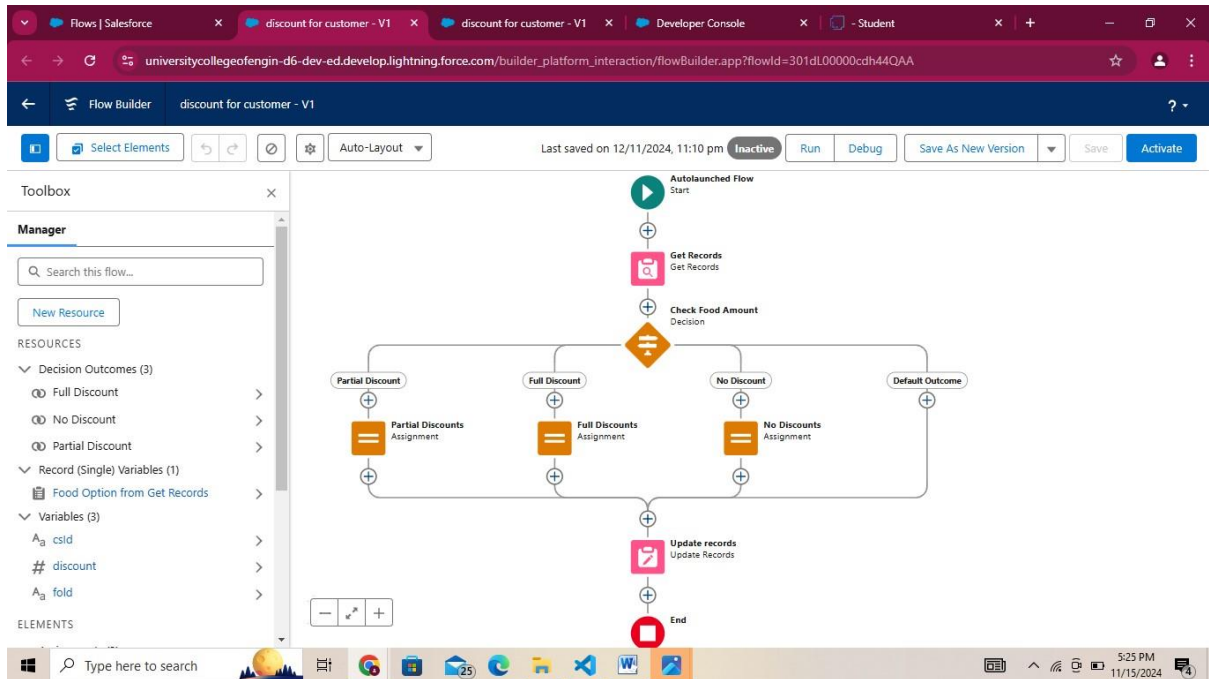 Flows | Salesforce
discount for customer - V1
discount for customer - V1
Developer Console
- Student
universitycollegeofengin-d6-dev-ed.develop.lightning.force.com/builder_platform_interaction/flowBuilder.app?flowId=301dL00000cdh44QAA
Flow Builder
discount for customer - V1
?
Select Elements
Auto-Layout
Last saved on 12/11/2024, 11:10 pm
Inactive
Run
Debug
Save As New Version
Save
Activate
Toolbox
Manager
Search this flow...
New Resource
RESOURCES
Decision Outcomes (3)
Full Discount
No Discount
Partial Discount
Record (Single) Variables (1)
Food Option from Get Records
Variables (3)
Aa csId
# discount
Aa foId
ELEMENTS
Autolaunched Flow
Start
Get Records
Get Records
Check Food Amount
Decision
Partial Discount
Full Discount
No Discount
Default Outcome
Partial Discounts
Assignment
Full Discounts
Assignment
No Discounts
Assignment
Update records
Update Records
End
Type here to search
25
W
5:25 PM
11/15/2024
4